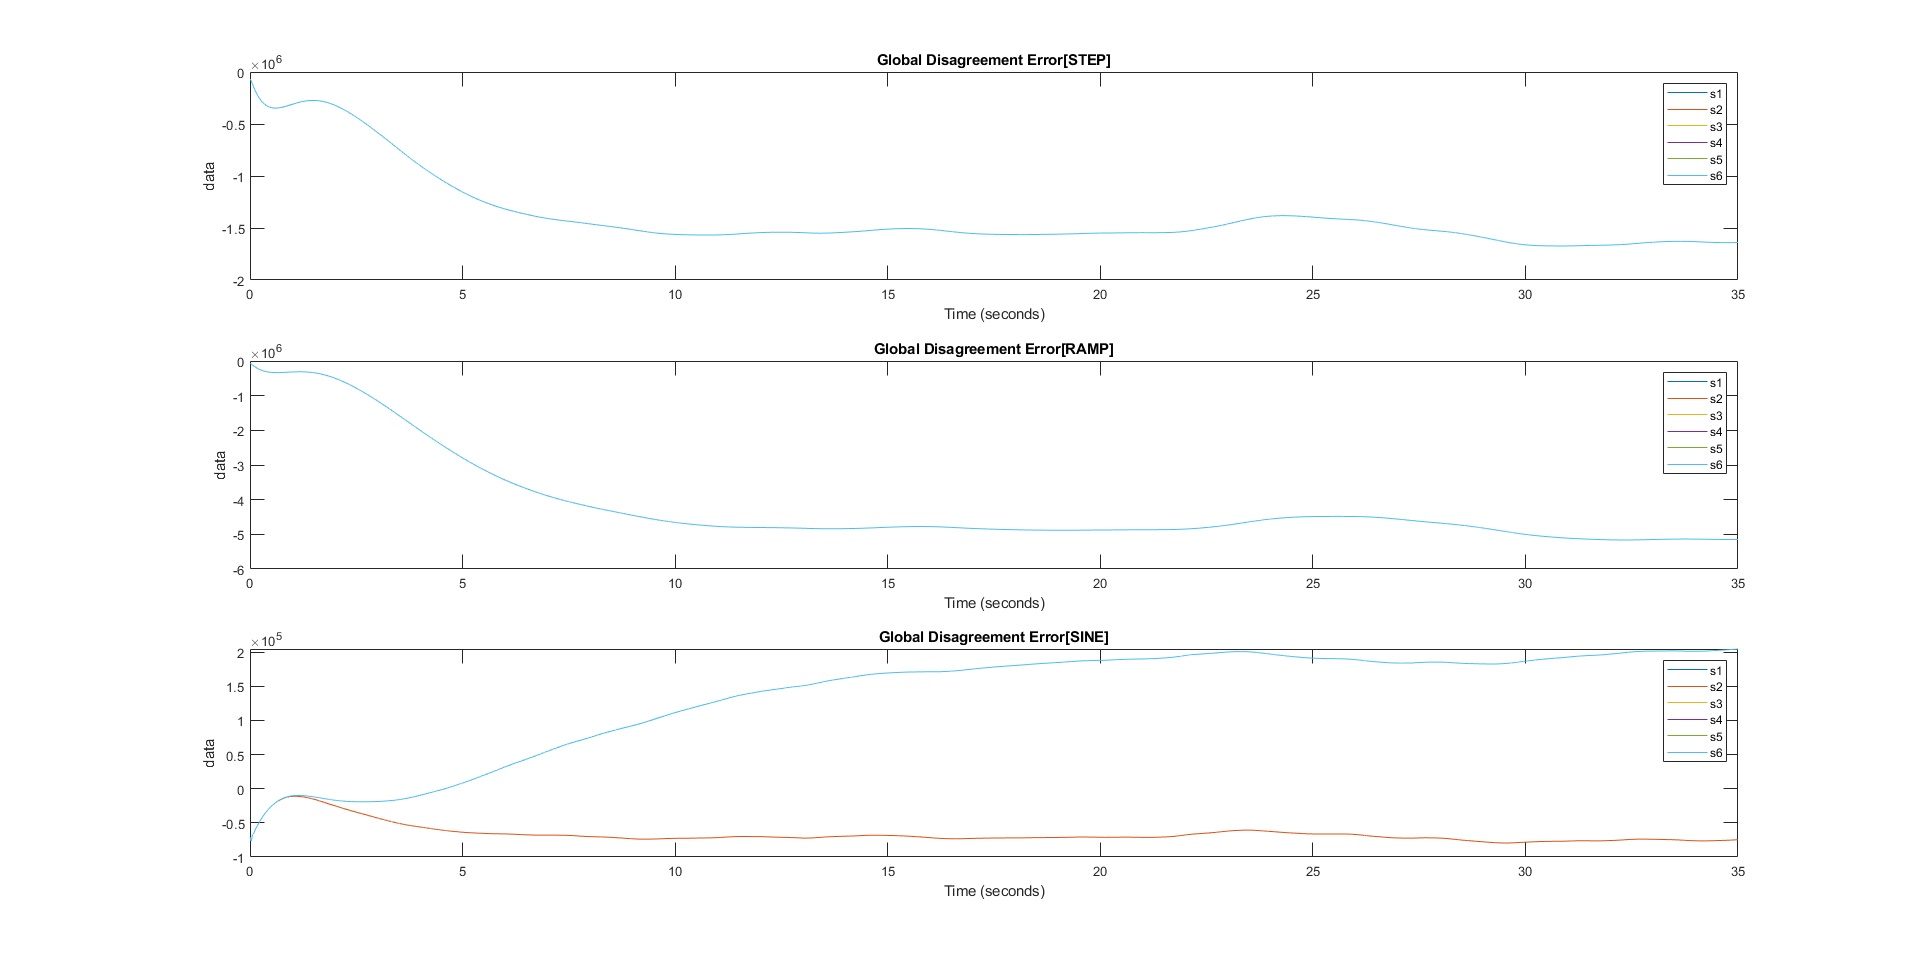 Global Disagreement Error[STEP]
×10^6
0
-0.5
-1
-1.5
-2
data
s1
s2
s3
s4
s5
s6
0 5 10 15 20 25 30 35
Time (seconds)
Global Disagreement Error[RAMP]
×10^6
0
-1
-2
-3
-4
-5
-6
data
s1
s2
s3
s4
s5
s6
0 5 10 15 20 25 30 35
Time (seconds)
Global Disagreement Error[SINE]
×10^5
2
1.5
1
0.5
0
-0.5
-1
data
s1
s2
s3
s4
s5
s6
0 5 10 15 20 25 30 35
Time (seconds)